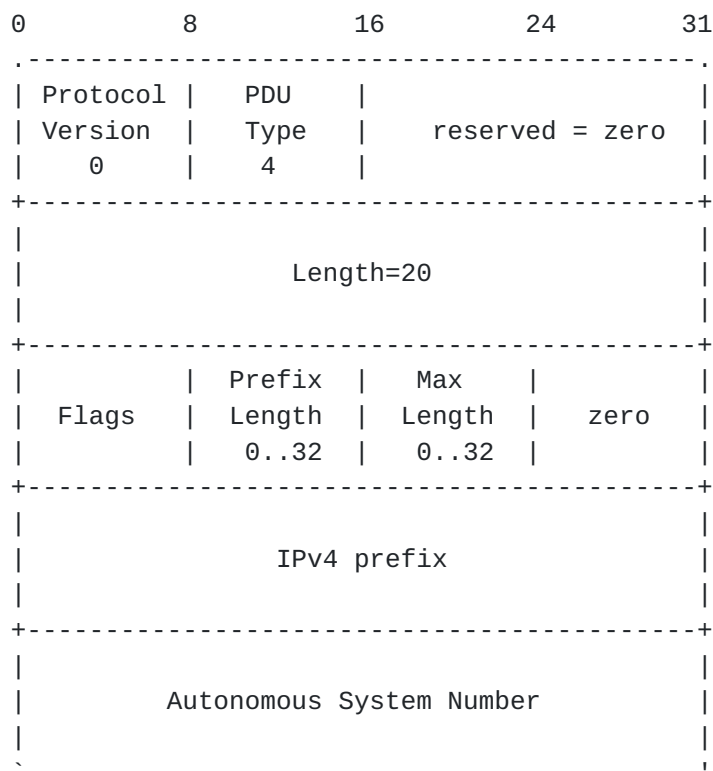 0          8          16         24        31
.-------------------------------------------.
| Protocol |   PDU    |                     |
| Version  |   Type   |    reserved = zero  |
|    0     |    4     |                     |
+-------------------------------------------+
|                                           |
|                 Length=20                 |
|                                           |
+-------------------------------------------+
|          |  Prefix  |   Max    |          |
|  Flags   |  Length  |  Length  |   zero   |
|          |   0..32  |   0..32  |          |
+-------------------------------------------+
|                                           |
|                IPv4 prefix                |
|                                           |
+-------------------------------------------+
|                                           |
|         Autonomous System Number          |
|                                           |
`                                           '